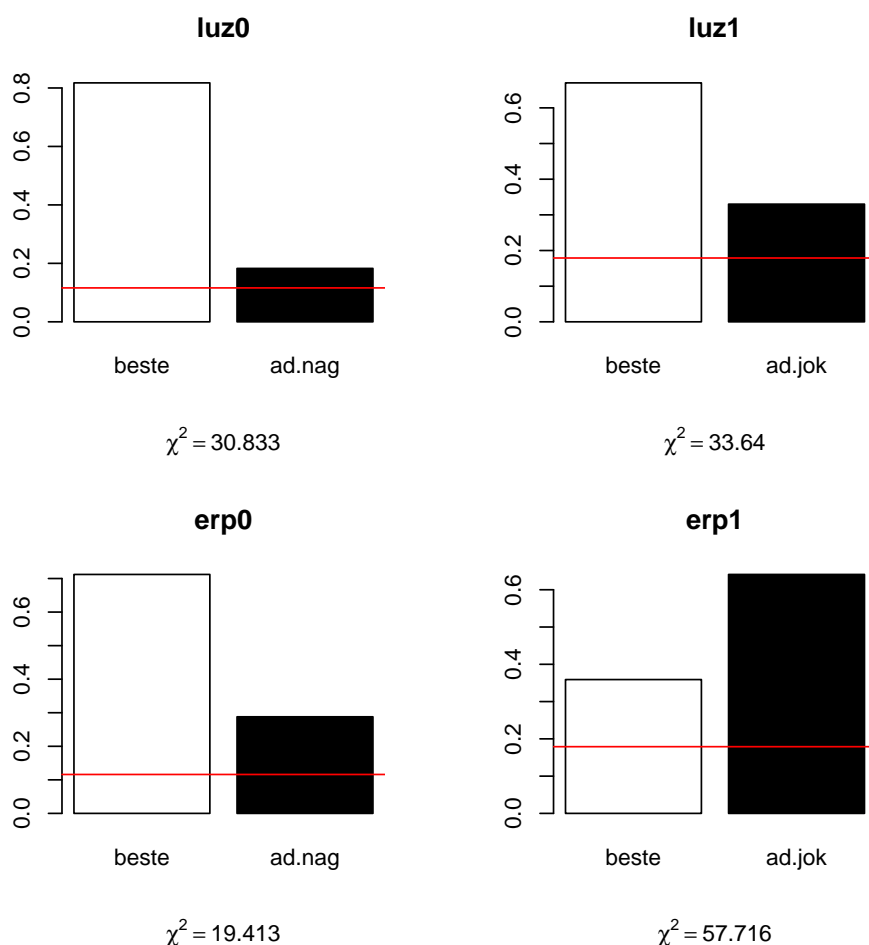 luz0
0.8
0.6
0.4
0.2
0.0
beste ad.nag
χ² = 30.833
luz1
0.6
0.4
0.2
0.0
beste ad.jok
χ² = 33.64
erp0
0.6
0.4
0.2
0.0
beste ad.nag
χ² = 19.413
erp1
0.6
0.4
0.2
0.0
beste ad.jok
χ² = 57.716